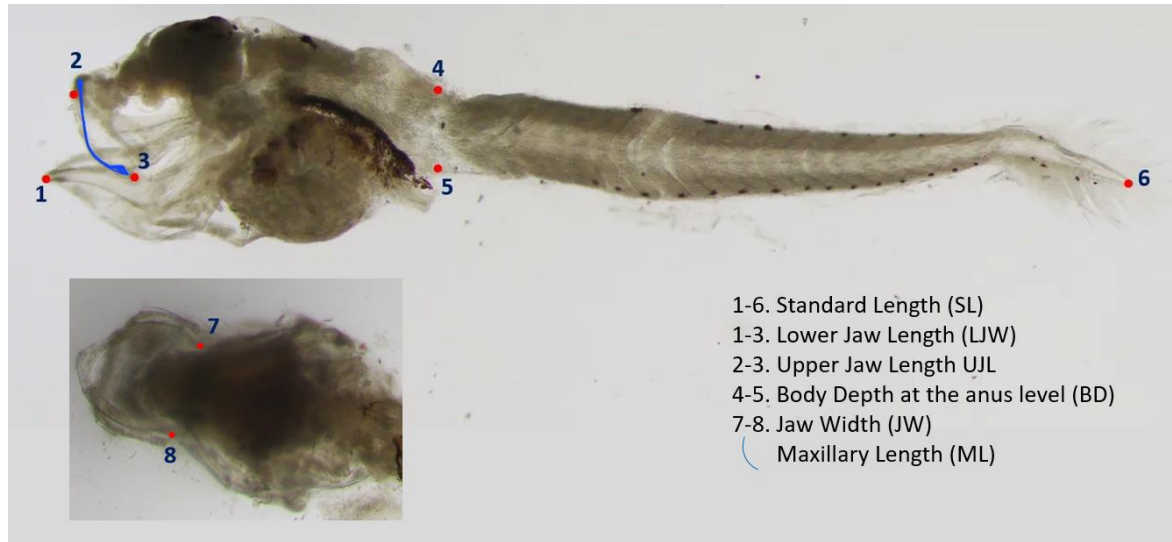 2
4
3
1
5
6
7
8
1-6. Standard Length (SL)
1-3. Lower Jaw Length (LJW)
2-3. Upper Jaw Length UJL
4-5. Body Depth at the anus level (BD)
7-8. Jaw Width (JW)
Maxillary Length (ML)